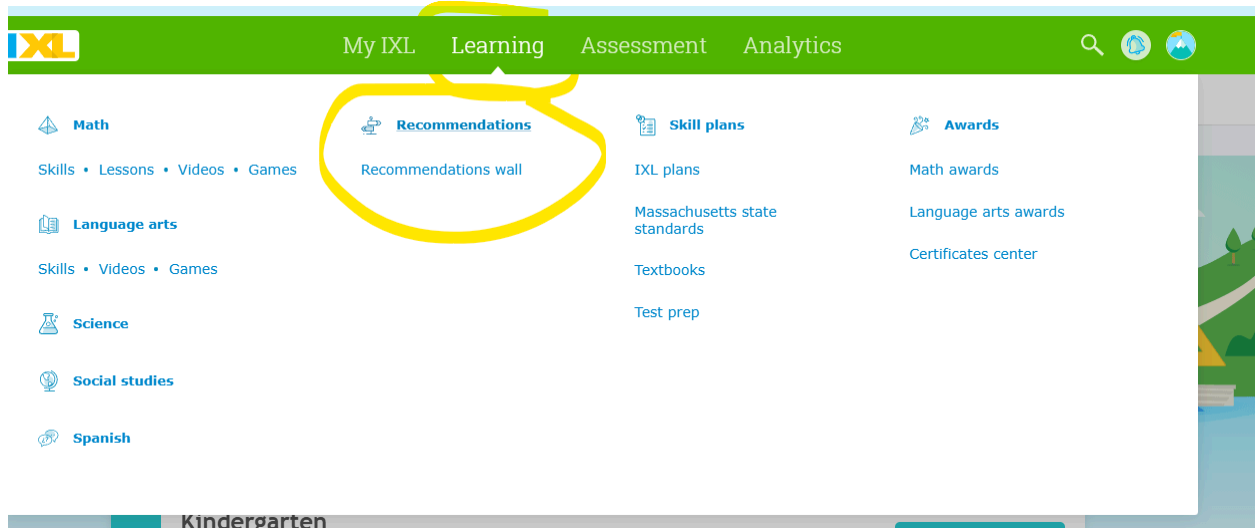 IXL
My IXL Learning Assessment Analytics
Math
Skills • Lessons • Videos • Games
Language arts
Skills • Videos • Games
Science
Social studies
Spanish
Recommendations
Recommendations wall
Skill plans
IXL plans
Massachusetts state
standards
Textbooks
Test prep
Awards
Math awards
Language arts awards
Certificates center
Kindergarten